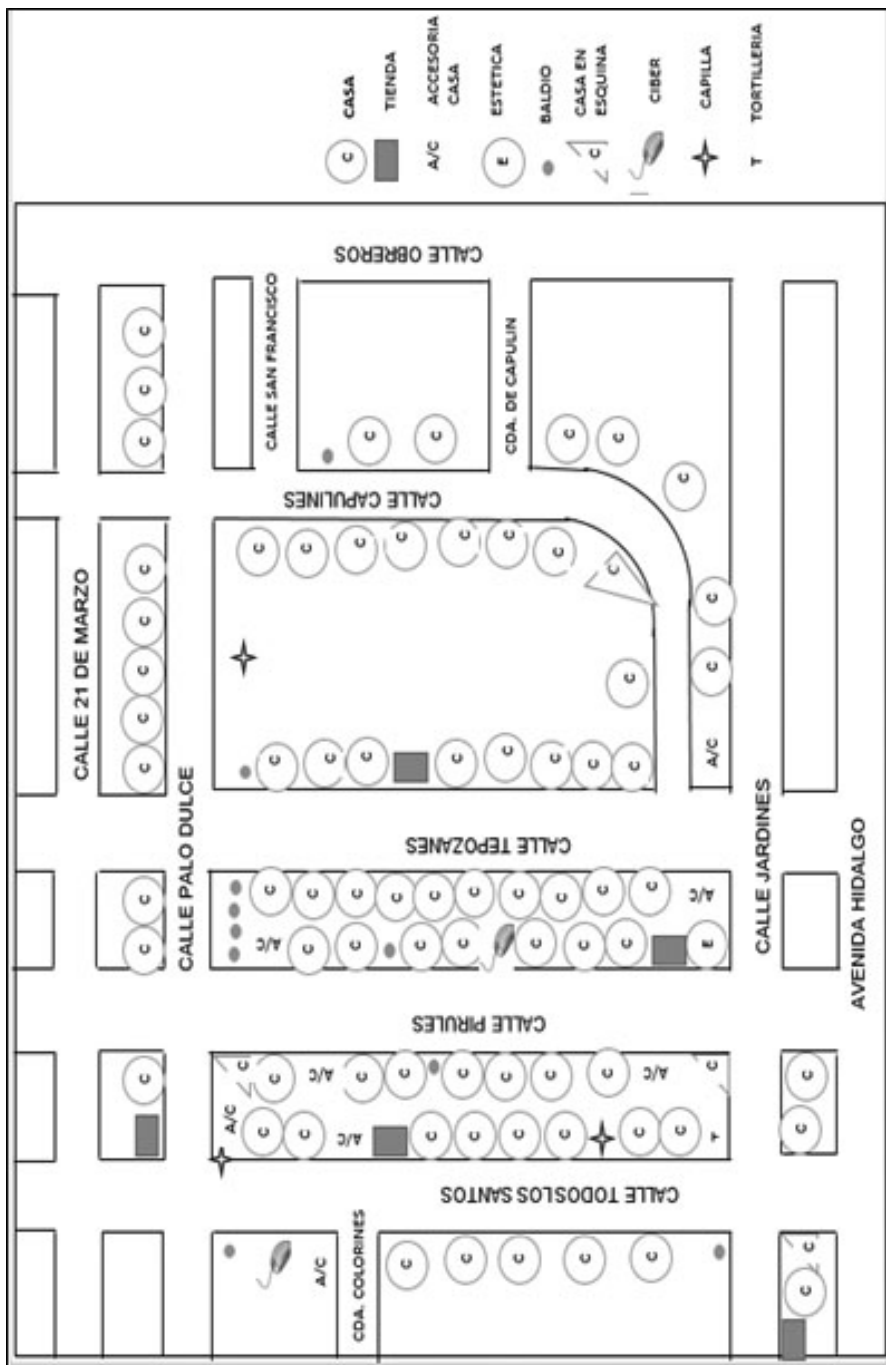 C CASA
TIENDA
A/C ACCESORIA CASA
E ESTETICA
BALDIO
C CASA EN ESQUINA
CIBER
CAPILLA
T TORTILLERIA
CALLE OBREROS
CALLE SAN FRANCISCO
CDA. DE CAPULIN
C C C
C C C C C
CALLE CAPULINES
CALLE 21 DE MARZO
C C C C C
C C C C C C C C
C C C
C C C C C C C C
A/C
CALLE PALO DULCE
CALLE TEPOZANES
CALLE JARDINES
AVENIDA HIDALGO
C C
C C C C C C C C C C A/C
A/C C C C C C C C E
CALLE PIRULES
C
C C A/C C C C C C C A/C C
A/C C C A/C C C C C C C T
C C
CALLE TODOS LOS SANTOS
CDA. COLORINES
A/C
C C C C C
C C